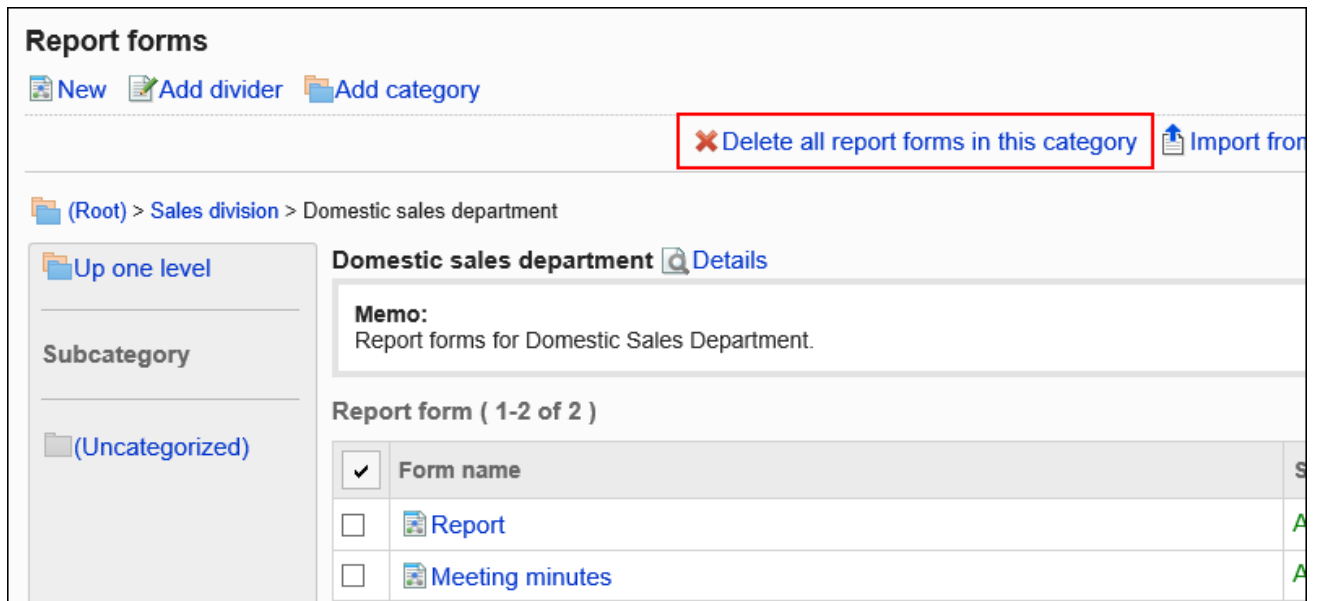 Report forms
New Add divider Add category
Delete all report forms in this category Import from
(Root) > Sales division > Domestic sales department
Up one level
Subcategory
(Uncategorized)
Domestic sales department Details
Memo:
Report forms for Domestic Sales Department.
Report form ( 1-2 of 2 )
Form name
Report
Meeting minutes